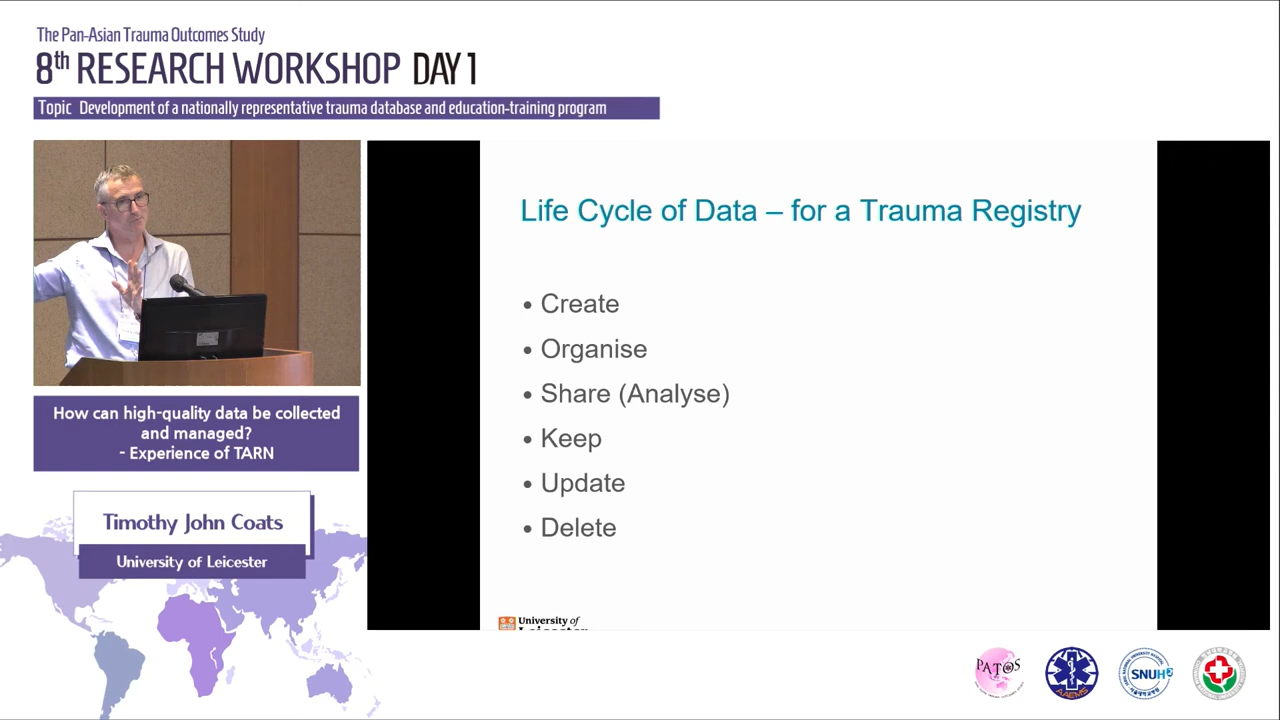 The Pan-Asian Trauma Outcomes Study
8th RESEARCH WORKSHOP DAY 1
Topic Development of a nationally representative trauma database and education-training program
Life Cycle of Data – for a Trauma Registry
• Create
• Organise
• Share (Analyse)
• Keep
• Update
• Delete
How can high-quality data be collected
and managed?
- Experience of TARN
Timothy John Coats
University of Leicester
University of
PATOS
AAEMS
SNUH